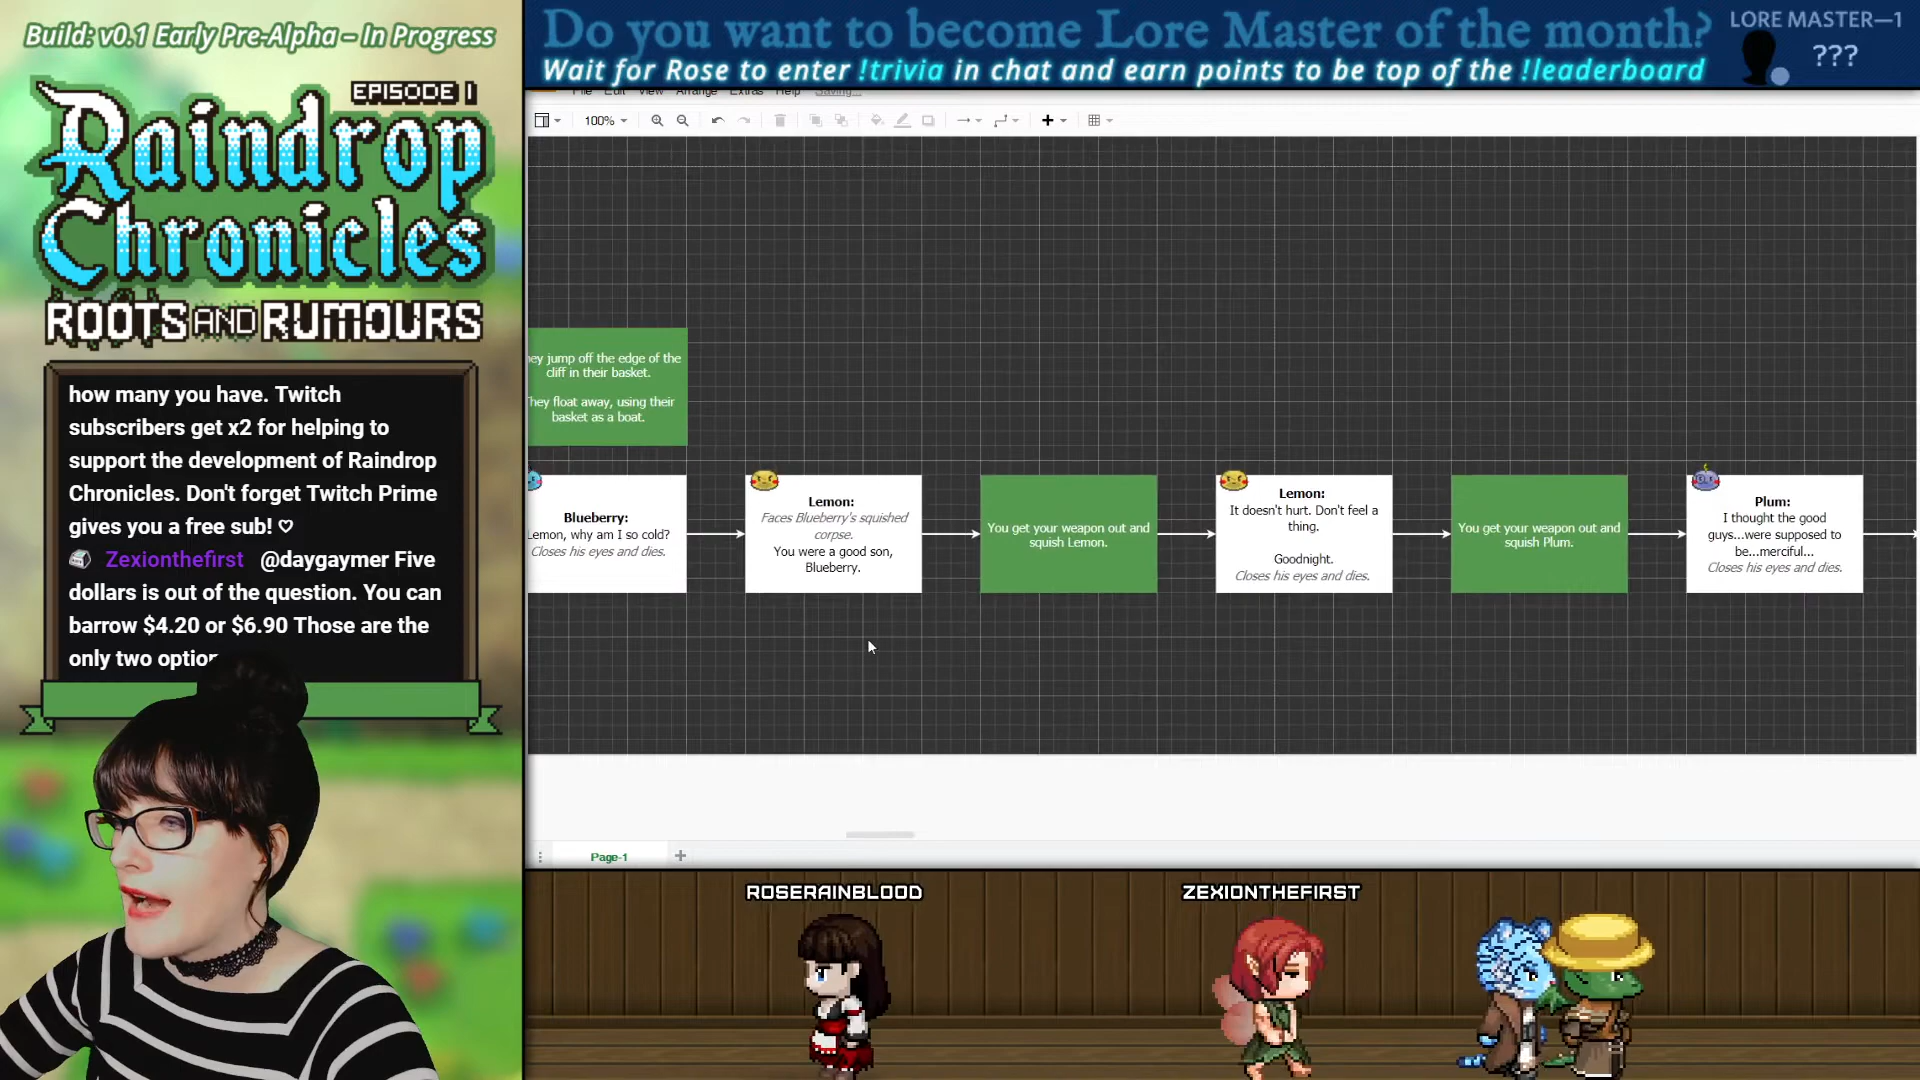 Build: v0.1 Early Pre-Alpha – In Progress
EPISODE I
Raindrop
Chronicles
ROOTS AND RUMOURS
how many you have. Twitch
subscribers get x2 for helping to
support the development of Raindrop
Chronicles. Don't forget Twitch Prime
gives you a free sub! ♡
Zexionthefirst @daygaymer Five
dollars is out of the question. You can
barrow $4.20 or $6.90 Those are the
only two option
Do you want to become Lore Master of the month?
Wait for Rose to enter !trivia in chat and earn points to be top of the !leaderboard
LORE MASTER—1
???
File Edit View Arrange Extras Help Saving...
100%
ey jump off the edge of the
cliff in their basket.
hey float away, using their
basket as a boat.
Blueberry:
Lemon, why am I so cold?
Closes his eyes and dies.
Lemon:
Faces Blueberry's squished
corpse.
You were a good son,
Blueberry.
You get your weapon out and
squish Lemon.
Lemon:
It doesn't hurt. Don't feel a
thing.
Goodnight.
Closes his eyes and dies.
You get your weapon out and
squish Plum.
Plum:
I thought the good
guys...were supposed to
be...merciful...
Closes his eyes and dies.
Page-1
ROSERAINBLOOD
ZEXIONTHEFIRST